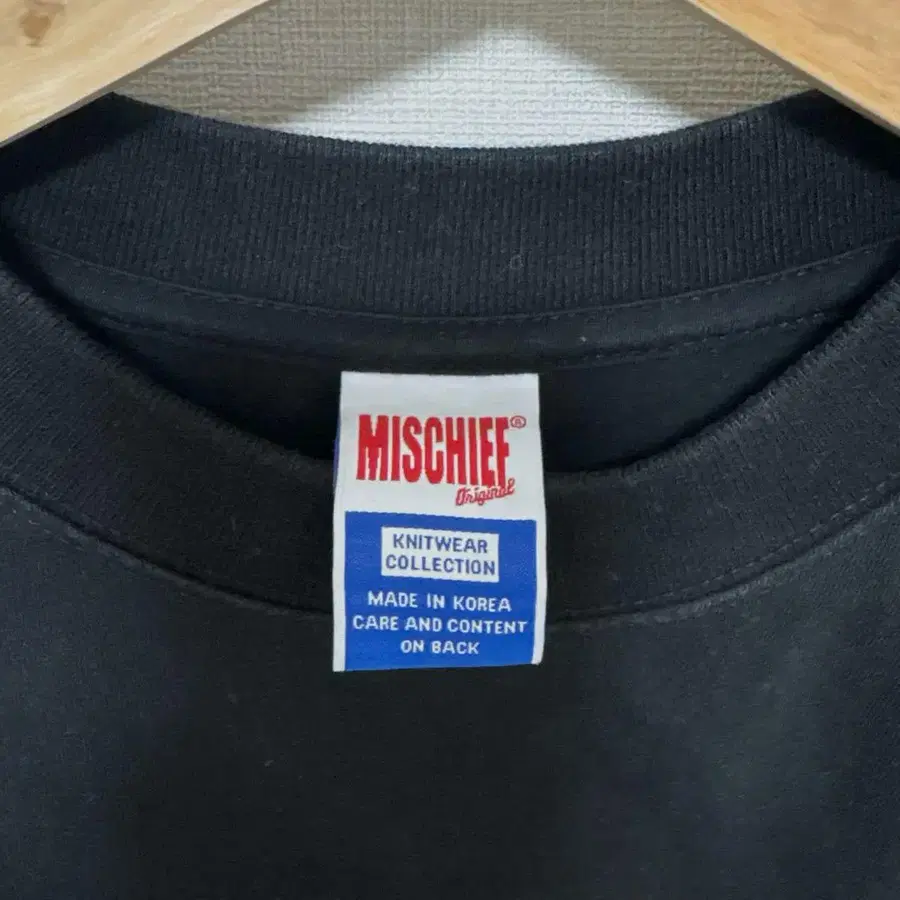 MISCHIEF®
Original
KNITWEAR
COLLECTION
MADE IN KOREA
CARE AND CONTENT
ON BACK